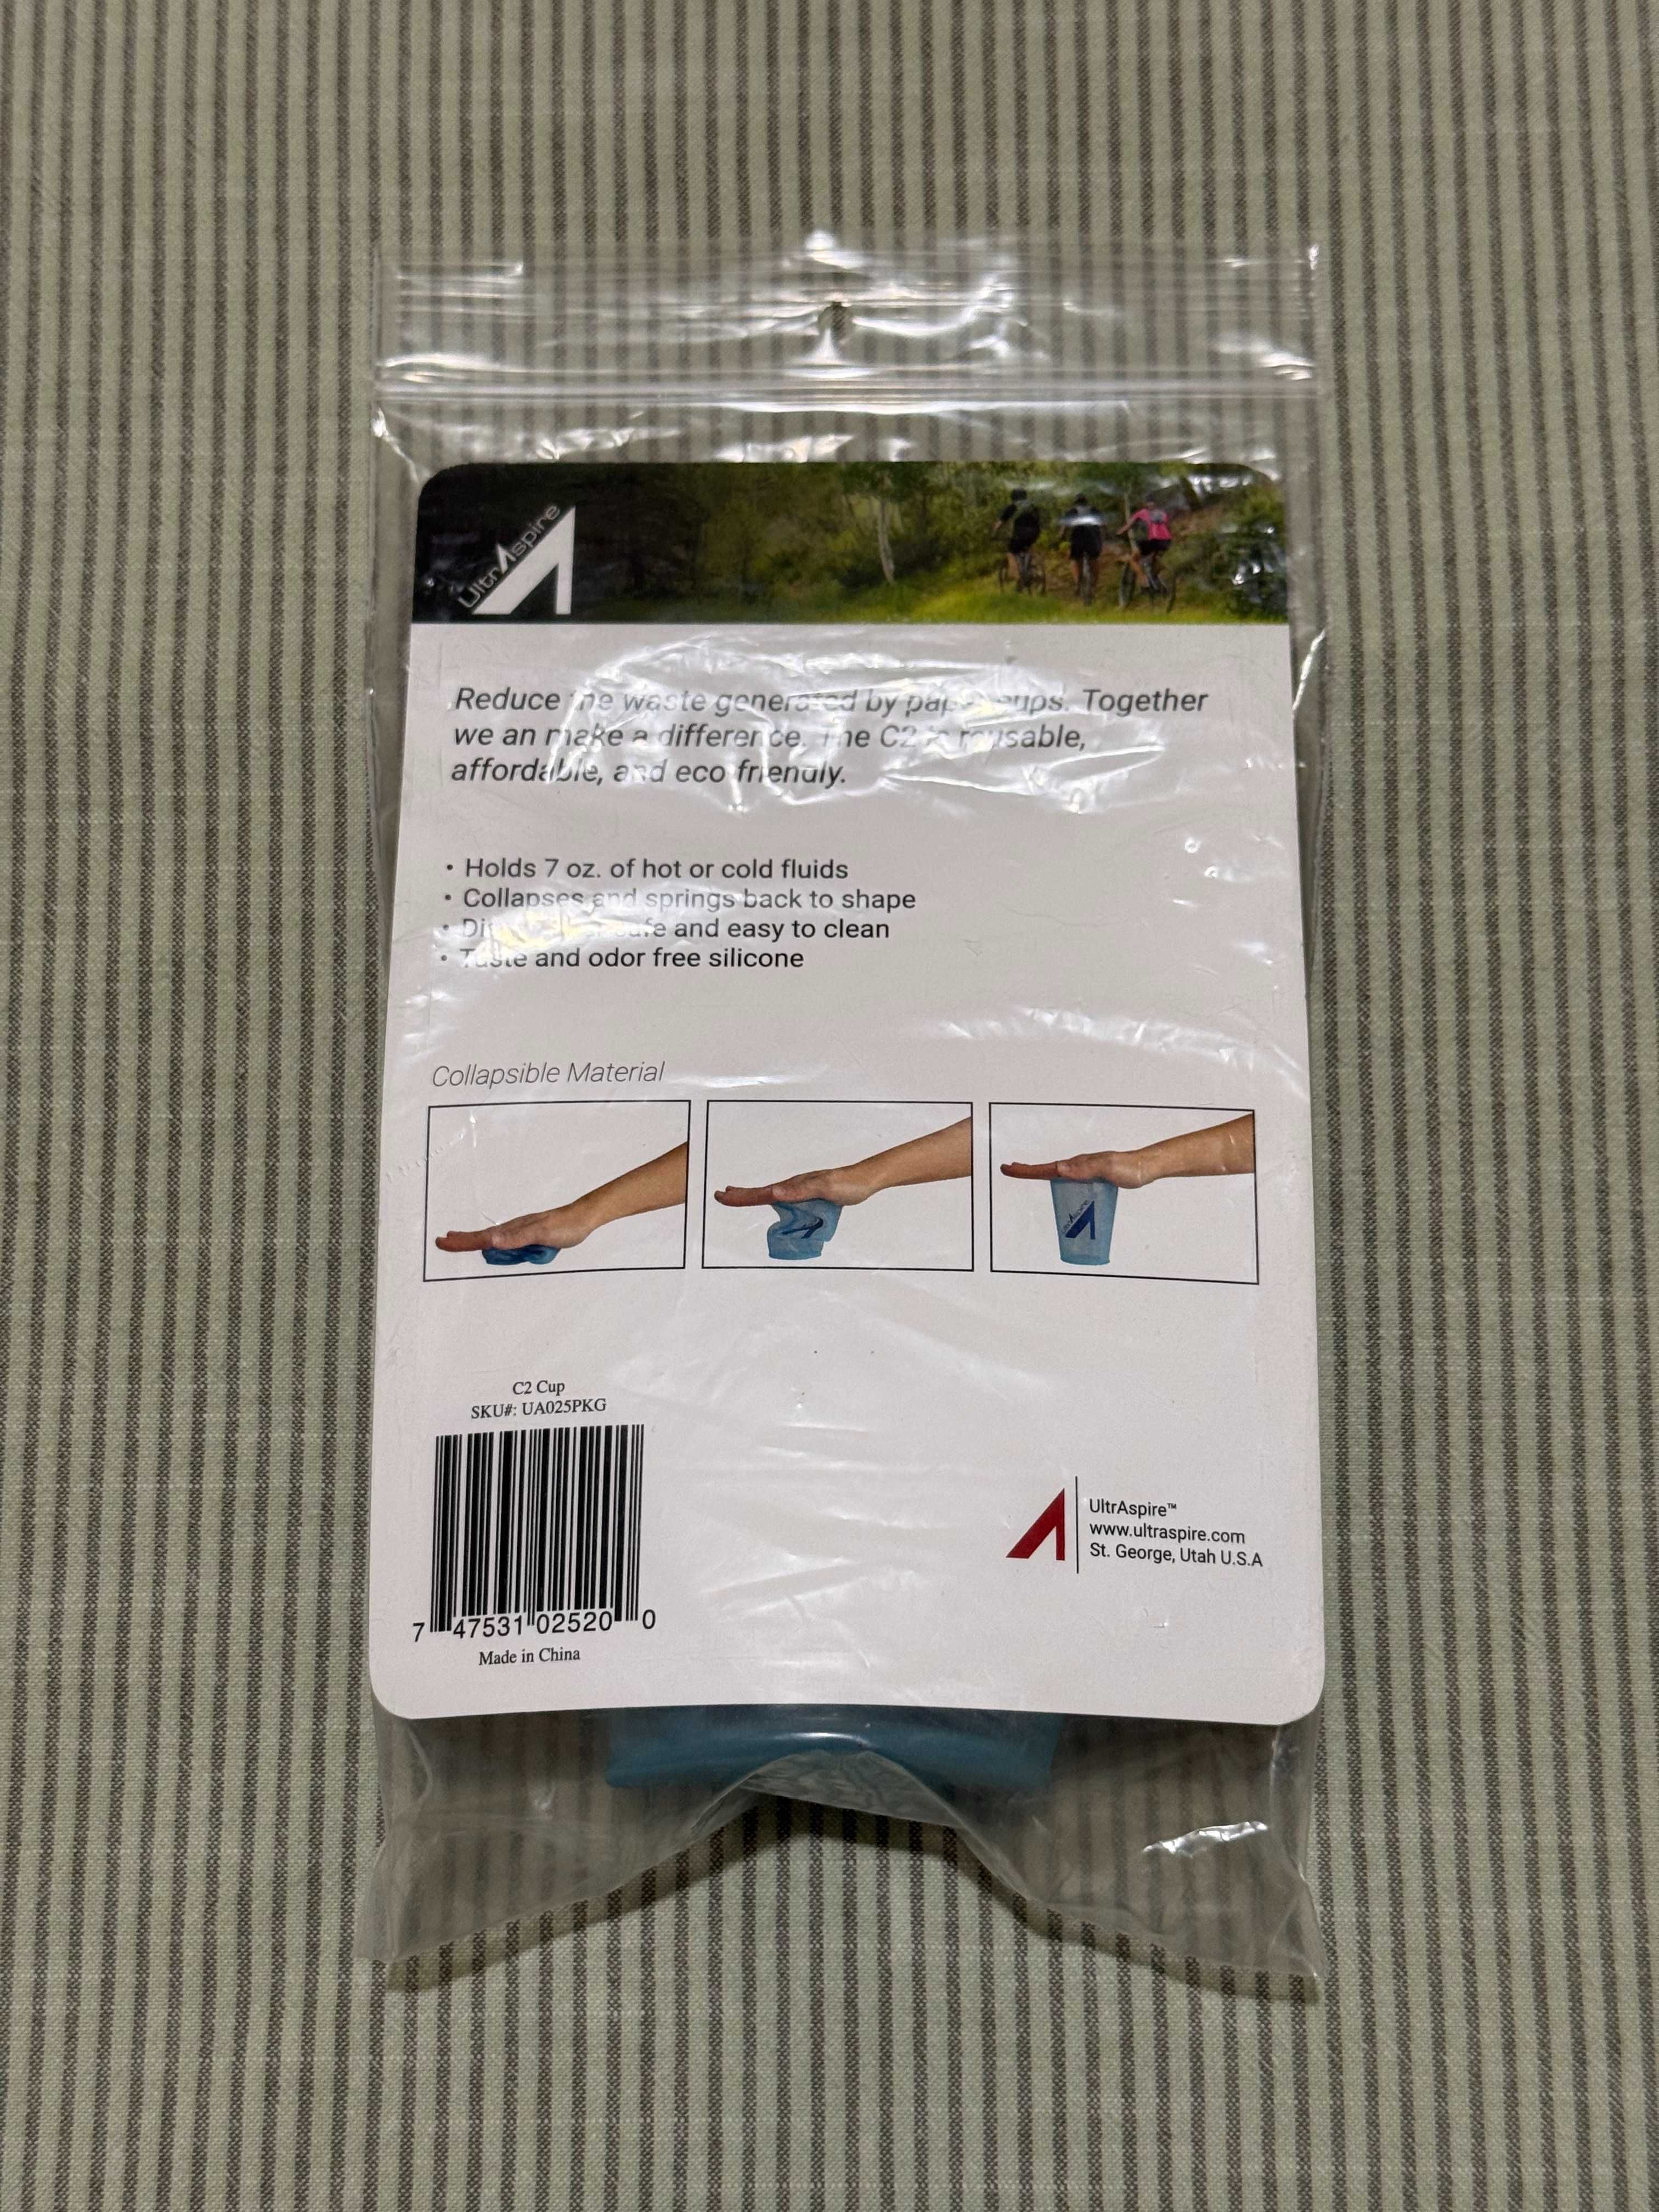 UltrAspire
Reduce the waste generated by paper cups. Together
we an make a difference. The C2 is reusable,
affordable, and eco friendly.
• Holds 7 oz. of hot or cold fluids
• Collapses and springs back to shape
• safe and easy to clean
• Taste and odor free silicone
Collapsible Material
C2 Cup
SKU#: UA025PKG
7 47531 02520 0
Made in China
UltrAspire™
www.ultraspire.com
St. George, Utah U.S.A